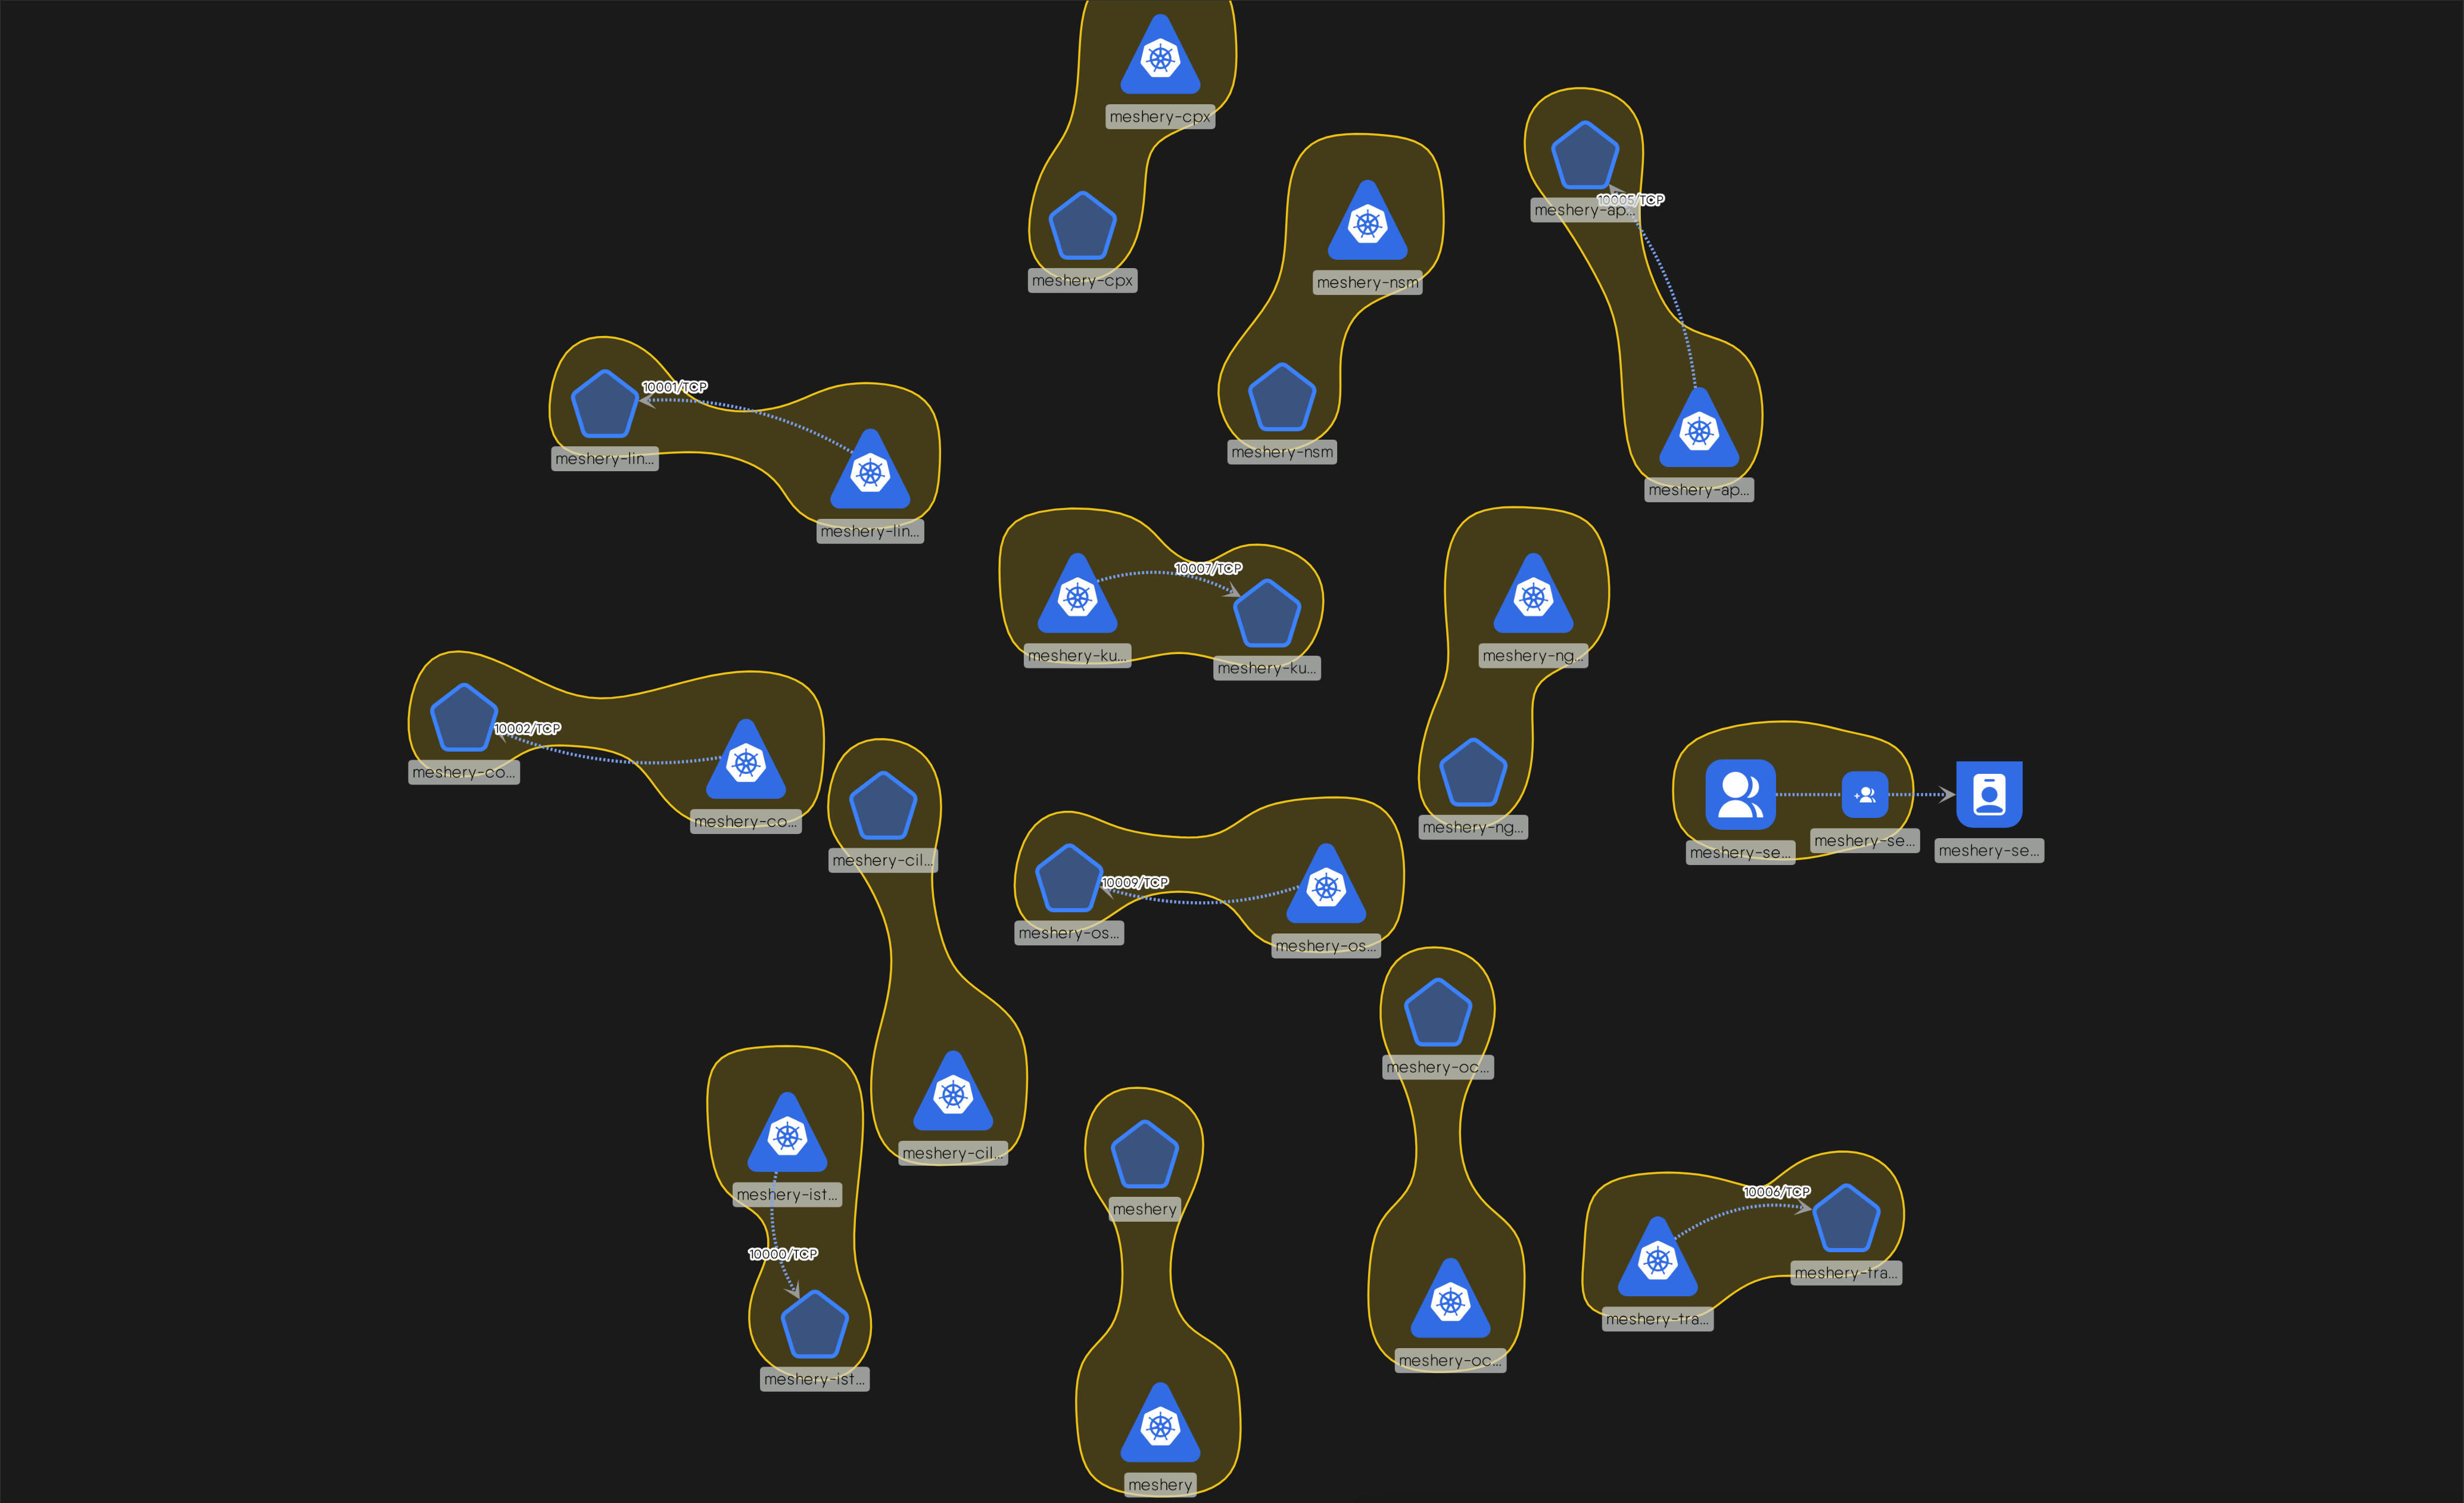 meshery-cpx
meshery-cpx
meshery-nsm
meshery-nsm
10005/TCP
meshery-ap...
meshery-ap...
10001/TCP
meshery-lin...
meshery-lin...
10007/TCP
meshery-ku...
meshery-ku...
meshery-ng...
meshery-ng...
10002/TCP
meshery-co...
meshery-co...
meshery-cil...
meshery-cil...
10009/TCP
meshery-os...
meshery-os...
meshery-se...
meshery-se...
meshery-se...
meshery-oc...
meshery-oc...
meshery-ist...
10000/TCP
meshery-ist...
meshery
meshery
10006/TCP
meshery-tra...
meshery-tra...